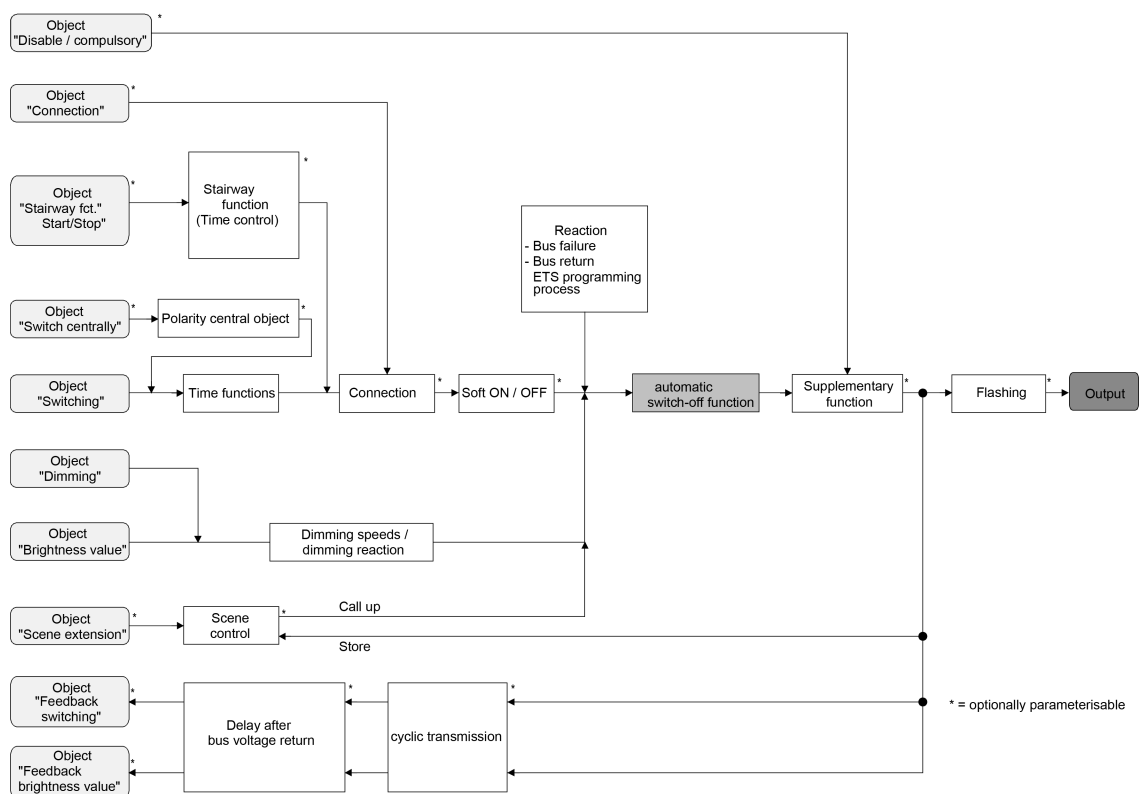 Object *
"Disable / compulsory"
Object *
"Connection"
Object *
"Stairway fct."
Start/Stop"
Stairway *
function
(Time control)
Reaction
- Bus failure
- Bus return
ETS programming
process
Object *
"Switch centrally"
Polarity central object *
Object
"Switching"
Time functions
Connection *
Soft ON / OFF *
automatic
switch-off function
Supplementary *
function
Flashing *
Output
Object
"Dimming"
Object
"Brightness value"
Dimming speeds /
dimming reaction
Object *
"Scene extension"
Scene *
control
Call up
Store
Object *
"Feedback
switching"
Delay after *
bus voltage return
cyclic transmission *
* = optionally parameterisable
Object *
"Feedback
brightness value"